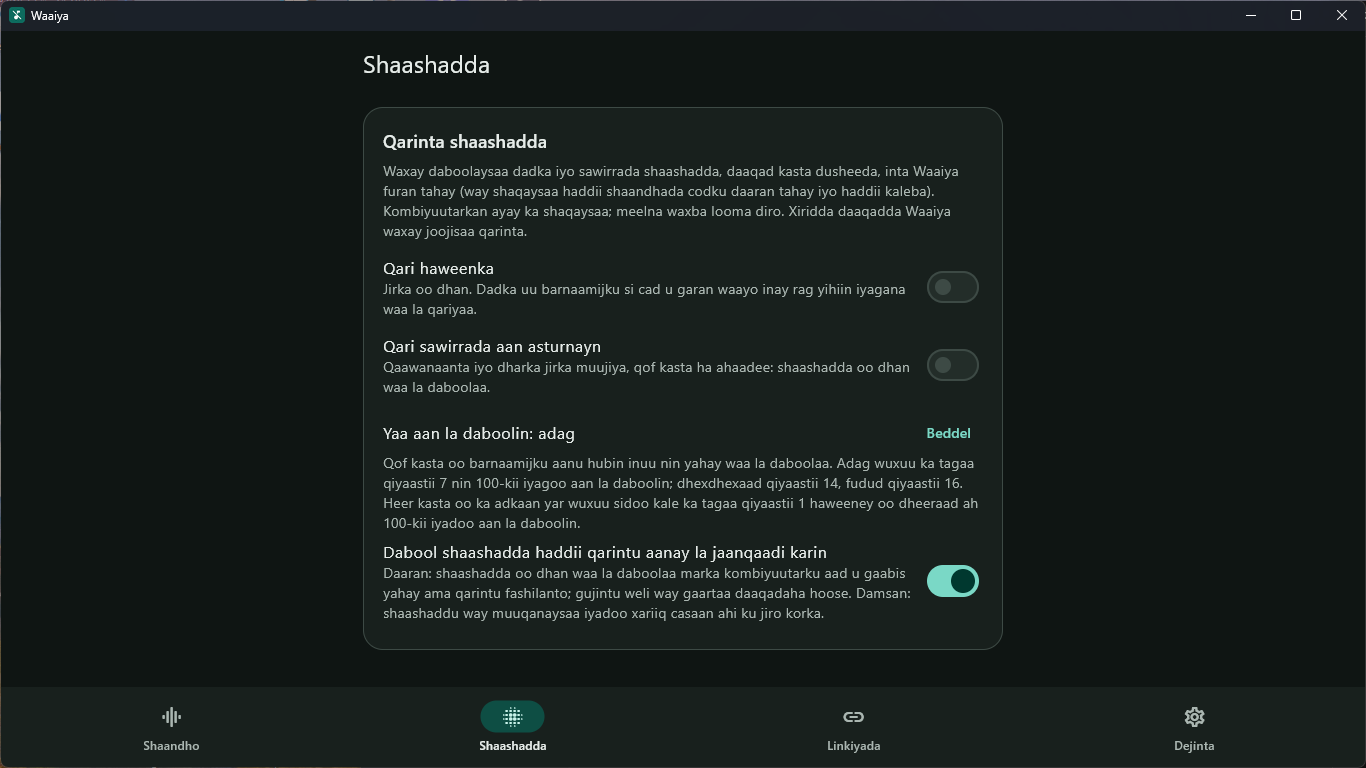 Waaiya
Shaashadda
Qarinta shaashadda
Waxay daboolaysaa dadka iyo sawirrada shaashadda, daaqad kasta dusheeda, inta Waaiya
furan tahay (way shaqaysaa haddii shaandhada codku daaran tahay iyo haddii kaleba).
Kombiyuutarkan ayay ka shaqaysaa; meelna waxba looma diro. Xiridda daaqadda Waaiya
waxay joojisaa qarinta.
Qari haweenka
Jirka oo dhan. Dadka uu barnaamijku si cad u garan waayo inay rag yihiin iyagana
waa la qariyaa.
Qari sawirrada aan asturnayn
Qaawanaanta iyo dharka jirka muujiya, qof kasta ha ahaadee: shaashadda oo dhan
waa la daboolaa.
Yaa aan la daboolin: adag
Beddel
Qof kasta oo barnaamijku aanu hubin inuu nin yahay waa la daboolaa. Adag wuxuu ka tagaa
qiyaastii 7 nin 100-kii iyagoo aan la daboolin; dhexdhexaad qiyaastii 14, fudud qiyaastii 16.
Heer kasta oo ka adkaan yar wuxuu sidoo kale ka tagaa qiyaastii 1 haweeney oo dheeraad ah
100-kii iyadoo aan la daboolin.
Dabool shaashadda haddii qarintu aanay la jaanqaadi karin
Daaran: shaashadda oo dhan waa la daboolaa marka kombiyuutarku aad u gaabis
yahay ama qarintu fashilanto; gujintu weli way gaartaa daaqadaha hoose. Damsan:
shaashaddu way muuqanaysaa iyadoo xariiq casaan ahi ku jiro korka.
Shaandho
Shaashadda
Linkiyada
Dejinta